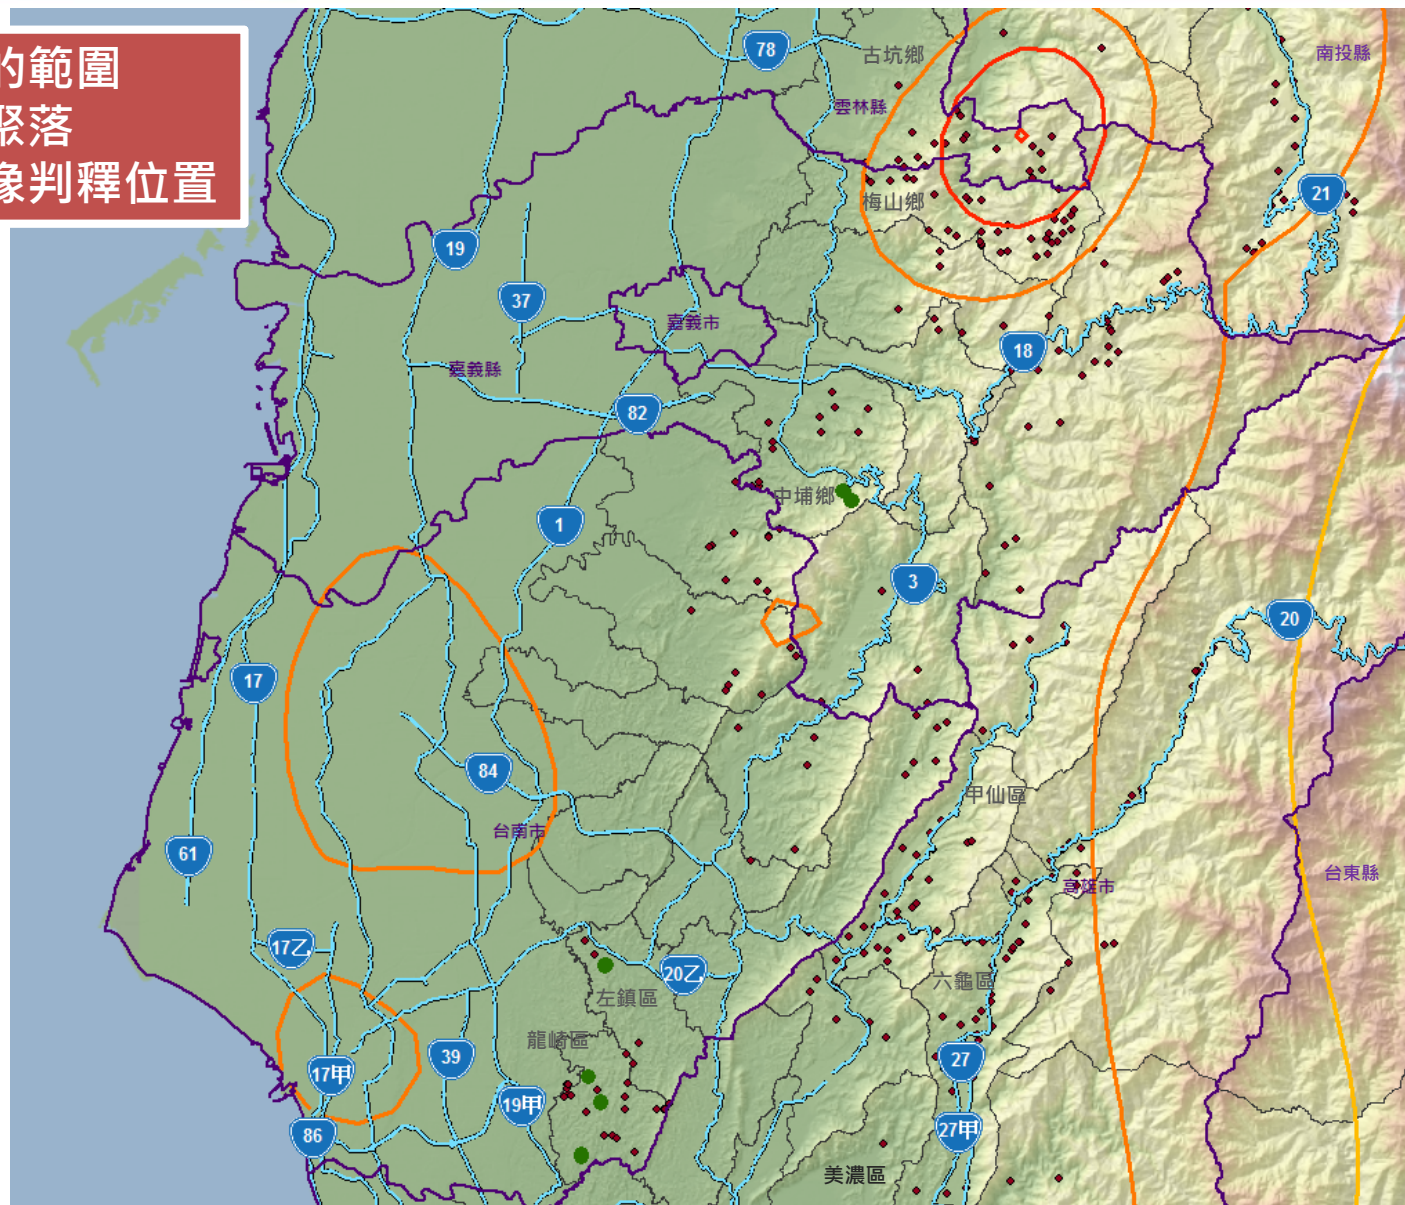 的範圍
聚落
像判釋位置
78
古坑鄉
南投縣
雲林縣
21
梅山鄉
19
37
嘉義市
18
嘉義縣
82
中埔鄉
1
3
20
17
84
甲仙區
台南市
61
高雄市
台東縣
17乙
20乙
六龜區
左鎮區
龍崎區
39
27
17甲
19甲
27甲
86
美濃區